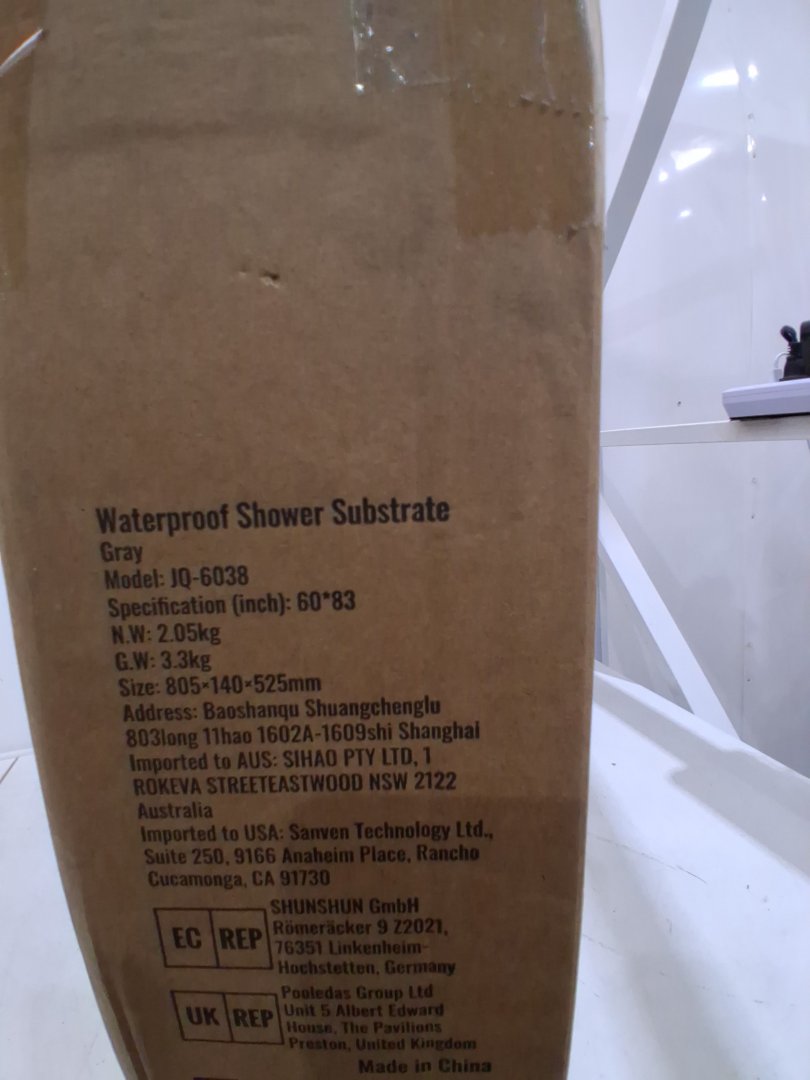 Waterproof Shower Substrate
Gray
Model: JQ-6038
Specification (inch): 60*83
N.W: 2.05kg
G.W: 3.3kg
Size: 805×140×525mm
Address: Baoshanqu Shuangchenglu
803long 11hao 1602A-1609shi Shanghai
Imported to AUS: SIHAO PTY LTD, 1
ROKEVA STREETEASTWOOD NSW 2122
Australia
Imported to USA: Sanven Technology Ltd.,
Suite 250, 9166 Anaheim Place, Rancho
Cucamonga, CA 91730
EC REP
SHUNSHUN GmbH
Römeräcker 9 Z2021,
76351 Linkenheim-
Hochstetten, Germany
UK REP
Pooledas Group Ltd
Unit 5 Albert Edward
House, The Pavilions
Preston, United Kingdom
Made in China